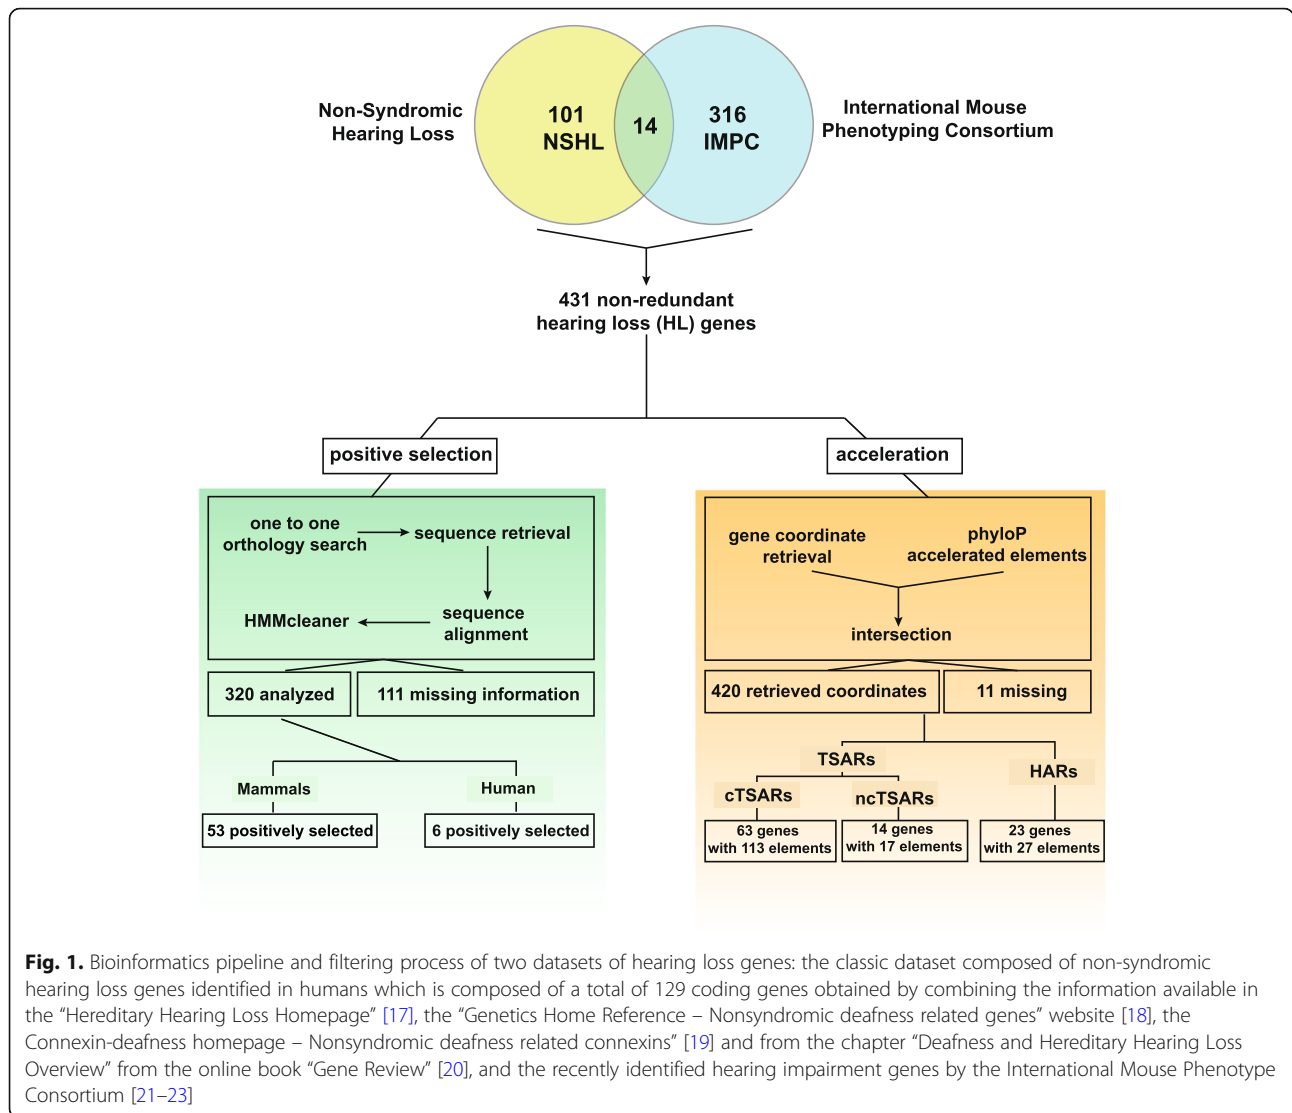 Non-Syndromic
Hearing Loss
101
NSHL
14
316
IMPC
International Mouse
Phenotyping Consortium
431 non-redundant
hearing loss (HL) genes
positive selection
acceleration
one to one
orthology search
sequence retrieval
HMMcleaner
sequence
alignment
gene coordinate
retrieval
phyloP
accelerated elements
intersection
320 analyzed
111 missing information
420 retrieved coordinates
11 missing
Mammals
Human
53 positively selected
6 positively selected
TSARs
HARs
cTSARs
ncTSARs
63 genes
with 113 elements
14 genes
with 17 elements
23 genes
with 27 elements
Fig. 1. Bioinformatics pipeline and filtering process of two datasets of hearing loss genes: the classic dataset composed of non-syndromic
hearing loss genes identified in humans which is composed of a total of 129 coding genes obtained by combining the information available in
the “Hereditary Hearing Loss Homepage” [17], the “Genetics Home Reference – Nonsyndromic deafness related genes” website [18], the
Connexin-deafness homepage – Nonsyndromic deafness related connexins” [19] and from the chapter “Deafness and Hereditary Hearing Loss
Overview” from the online book “Gene Review” [20], and the recently identified hearing impairment genes by the International Mouse Phenotype
Consortium [21–23]